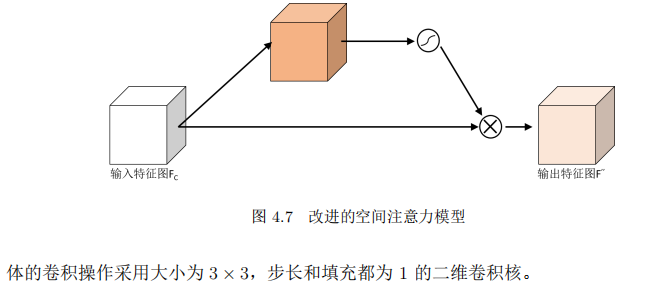 输入特征图Fc
输出特征图F″
图 4.7 改进的空间注意力模型
体的卷积操作采用大小为 3 × 3，步长和填充都为 1 的二维卷积核。